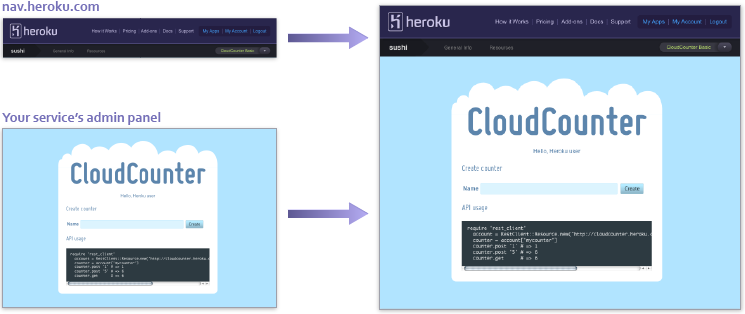 nav.heroku.com
heroku
How it Works Pricing Add-ons Docs Support My Apps My Account Logout
sushi General Info Resources CloudCounter Basic
Your service's admin panel
CloudCounter
Hello, Heroku user
Create counter
Name Create
API usage
require 'rest_client'
account = RestClient::Resource.new('http://cloudcounter.heroku.
counter = account['mycounter']
counter.post '1' # => 1
counter.post '5' # => 6
counter.get # => 6
heroku
How it Works Pricing Add-ons Docs Support My Apps My Account Logout
sushi General Info Resources CloudCounter Basic
CloudCounter
Hello, Heroku user
Create counter
Name Create
API usage
require 'rest_client'
account = RestClient::Resource.new('http://cloudcounter.heroku.
counter = account['mycounter']
counter.post '1' # => 1
counter.post '5' # => 6
counter.get # => 6